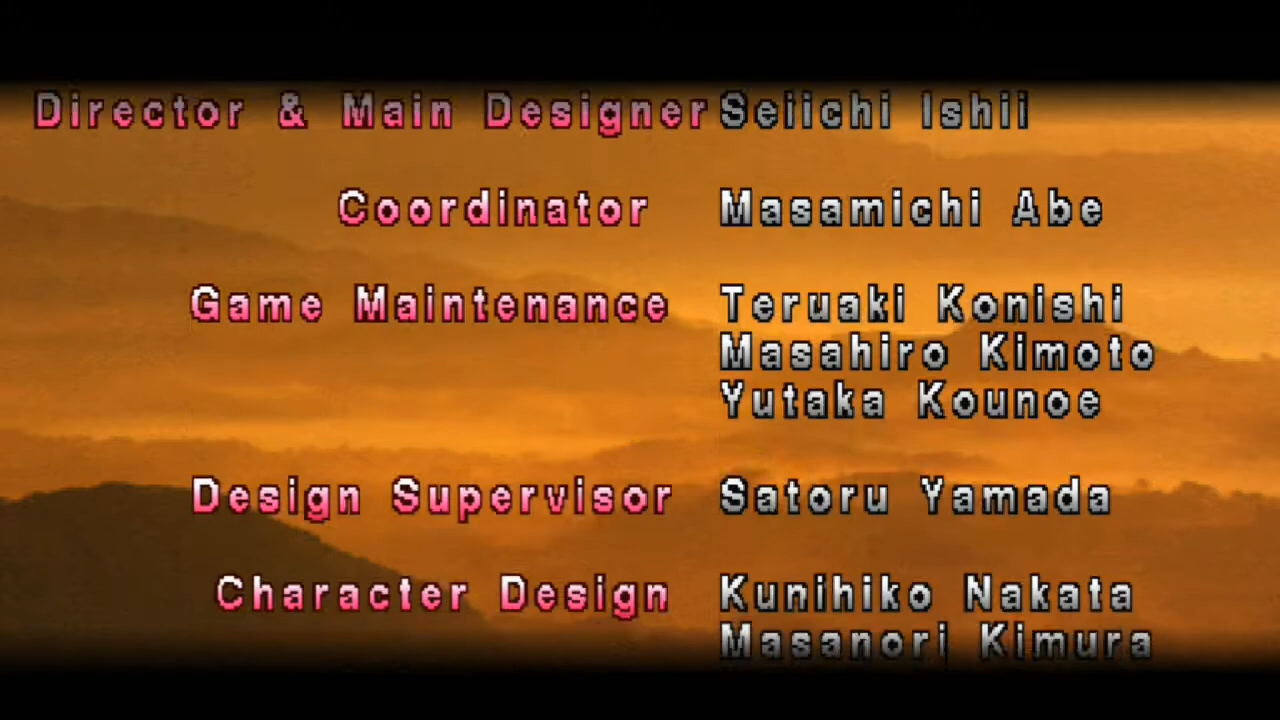 Director & Main Designer Seiichi Ishii
Coordinator Masamichi Abe
Game Maintenance Teruaki Konishi
Masahiro Kimoto
Yutaka Kounoe
Design Supervisor Satoru Yamada
Character Design Kunihiko Nakata
Masanori Kimura